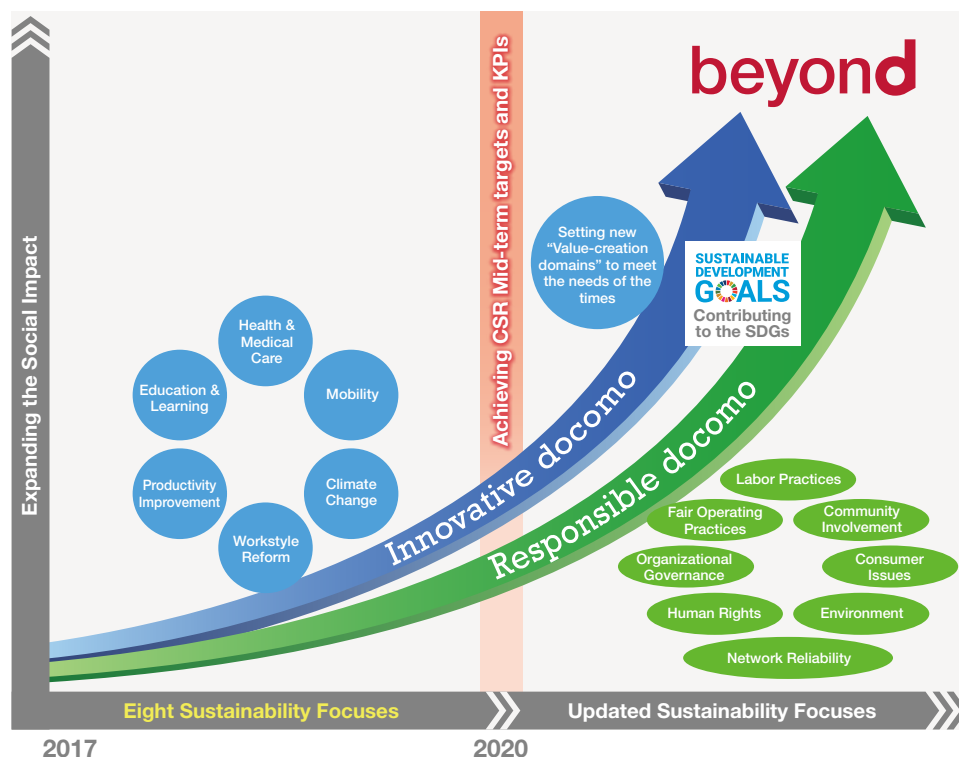 beyond
Expanding the Social Impact
Achieving CSR Mid-term targets and KPIs
Setting new
“Value-creation
domains” to meet
the needs of the
times
SUSTAINABLE
DEVELOPMENT
GOALS
Contributing
to the SDGs
Health &
Medical
Care
Education &
Learning
Mobility
Productivity
Improvement
Climate
Change
Workstyle
Reform
Innovative docomo
Responsible docomo
Labor Practices
Fair Operating
Practices
Community
Involvement
Organizational
Governance
Consumer
Issues
Human Rights
Environment
Network Reliability
Eight Sustainability Focuses
Updated Sustainability Focuses
2017
2020